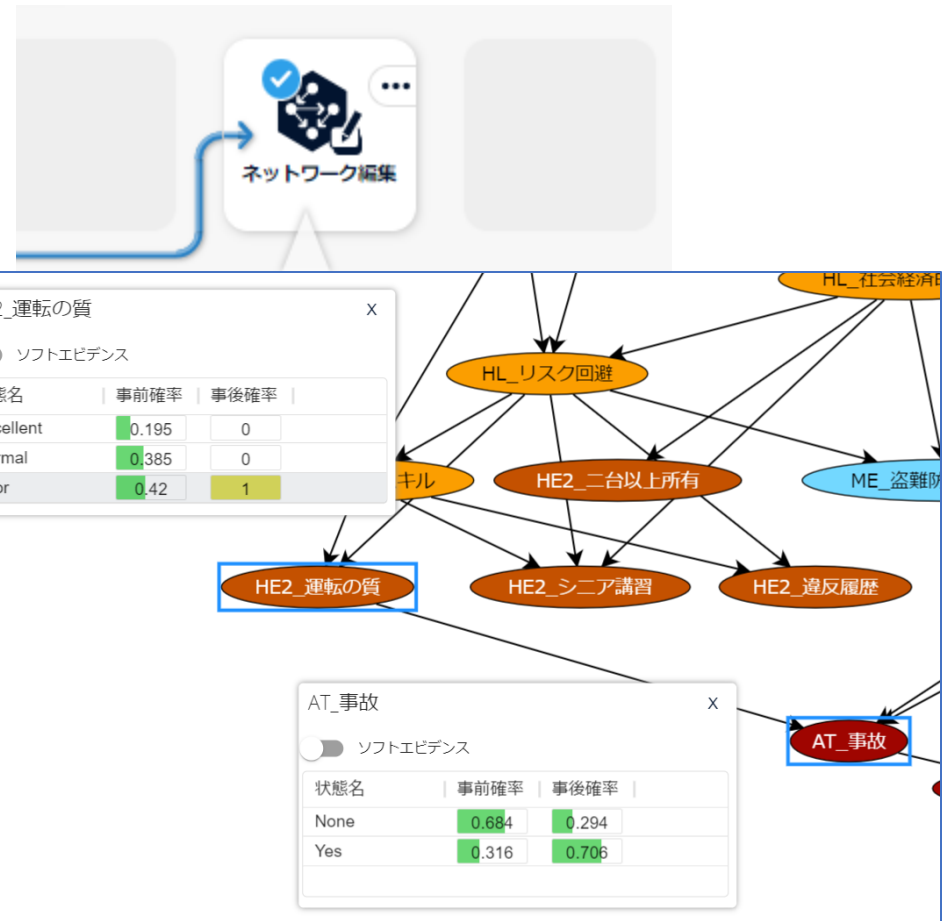 ネットワーク編集
2_運転の質 X
ソフトエビデンス
態名 事前確率 事後確率
cellent 0.195 0
rmal 0.385 0
or 0.42 1
HL_社会経済的
HL_リスク回避
キル
HE2_二台以上所有
ME_盗難防
HE2_運転の質
HE2_シニア講習
HE2_違反履歴
AT_事故
AT_事故 X
ソフトエビデンス
状態名 事前確率 事後確率
None 0.684 0.294
Yes 0.316 0.706